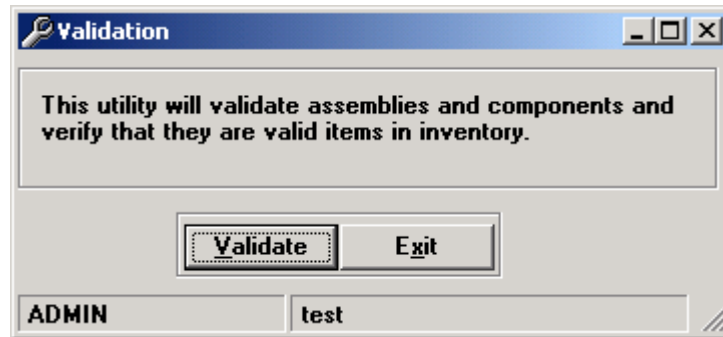 Validation
This utility will validate assemblies and components and
verify that they are valid items in inventory.
Validate Exit
ADMIN test